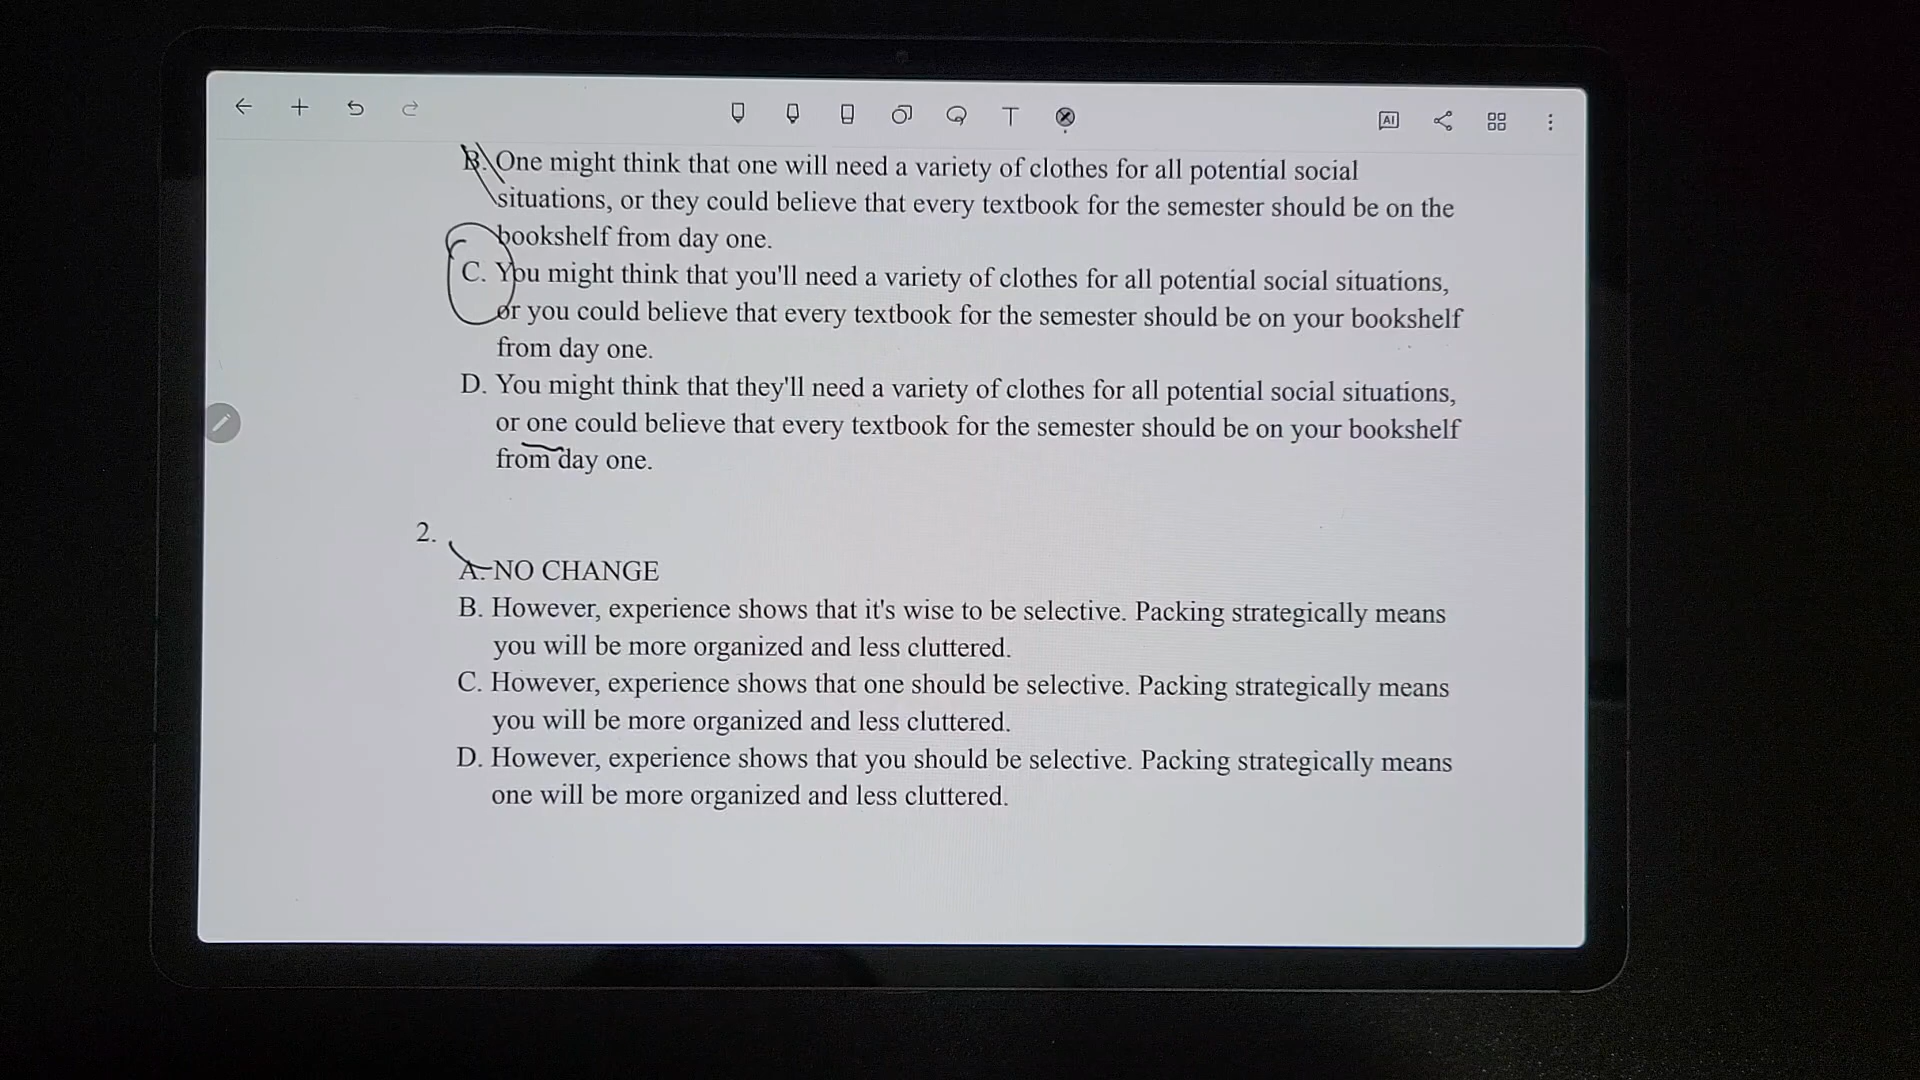 AI
T
B. One might think that one will need a variety of clothes for all potential social
situations, or they could believe that every textbook for the semester should be on the
bookshelf from day one.
C. You might think that you'll need a variety of clothes for all potential social situations,
or you could believe that every textbook for the semester should be on your bookshelf
from day one.
D. You might think that they'll need a variety of clothes for all potential social situations,
or one could believe that every textbook for the semester should be on your bookshelf
from day one.
2.
A. NO CHANGE
B. However, experience shows that it's wise to be selective. Packing strategically means
you will be more organized and less cluttered.
C. However, experience shows that one should be selective. Packing strategically means
you will be more organized and less cluttered.
D. However, experience shows that you should be selective. Packing strategically means
one will be more organized and less cluttered.